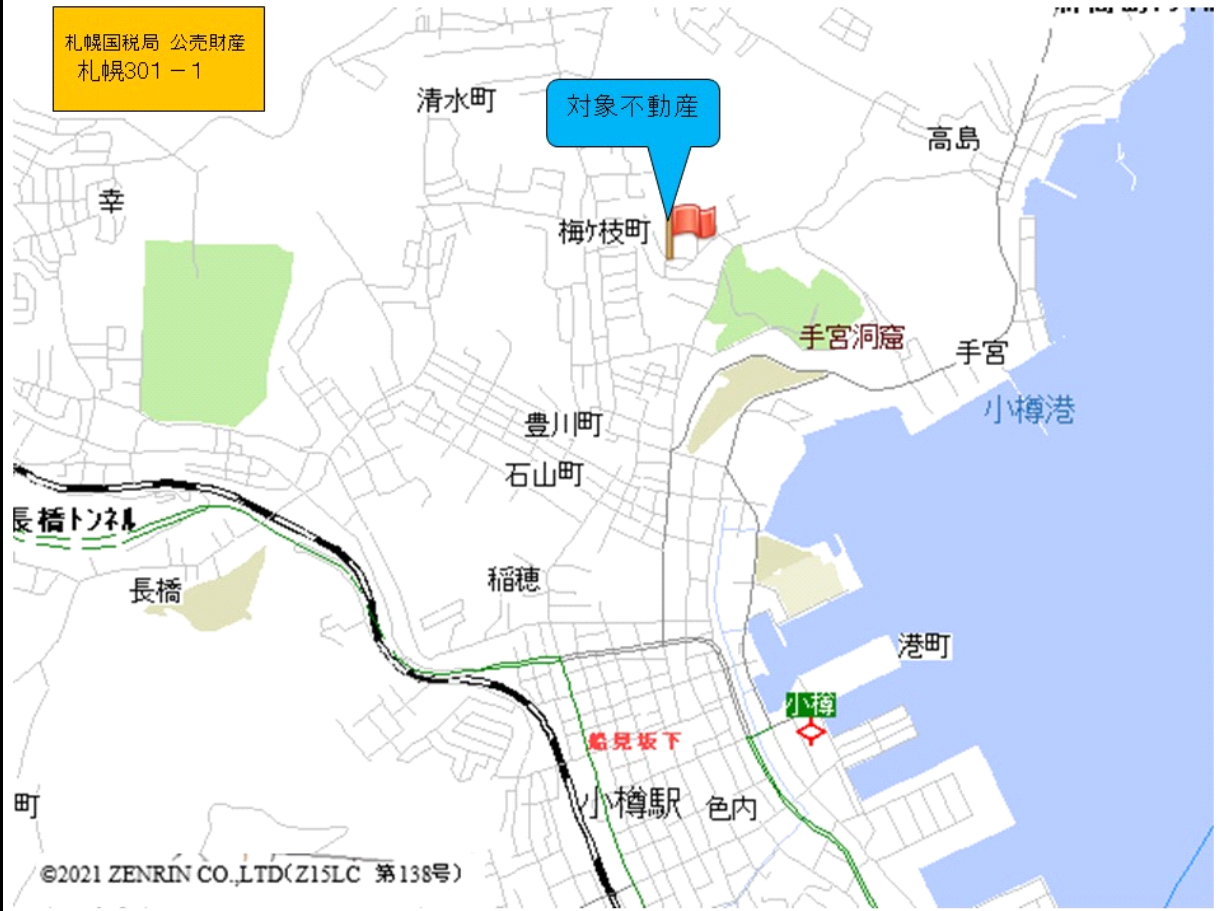 札幌国税局 公売財産
札幌301－1
清水町
対象不動産
高島
幸
梅ケ枝町
手宮洞窟
手宮
小樽港
豊川町
石山町
長橋トンネル
長橋
稲穂
港町
小樽
船見坂下
小樽駅
色内
町
©2021 ZENRIN CO.,LTD(Z15LC 第138号)